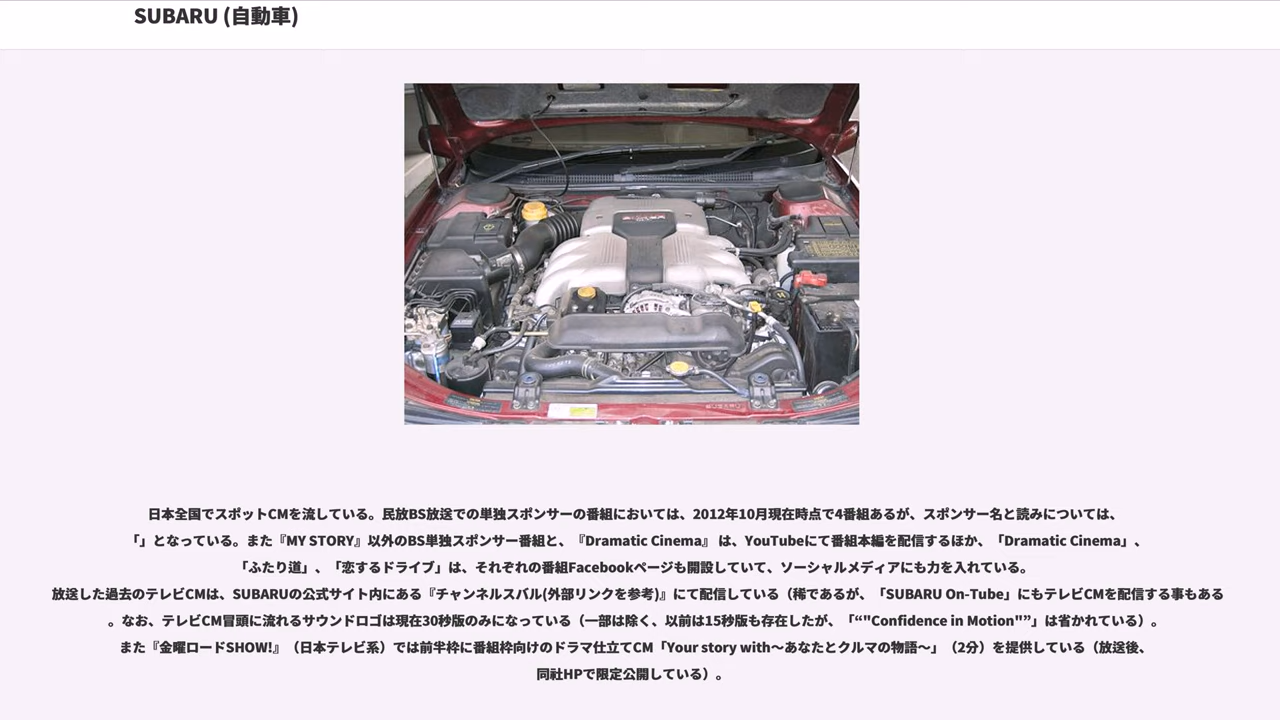 SUBARU (自動車)
SUBARU
日本全国でスポットCMを流している。民放BS放送での単独スポンサーの番組においては、2012年10月現在時点で4番組あるが、スポンサー名と読みについては、
「」となっている。また『MY STORY』以外のBS単独スポンサー番組と、『Dramatic Cinema』 は、YouTubeにて番組本編を配信するほか、「Dramatic Cinema」、
「ふたり道」、「恋するドライブ」は、それぞれの番組Facebookページも開設していて、ソーシャルメディアにも力を入れている。
放送した過去のテレビCMは、SUBARUの公式サイト内にある『チャンネルスバル(外部リンクを参考)』にて配信している（稀であるが、「SUBARU On-Tube」にもテレビCMを配信する事もある
。なお、テレビCM冒頭に流れるサウンドロゴは現在30秒版のみになっている（一部は除く、以前は15秒版も存在したが、「“"Confidence in Motion"”」は省かれている）。
また『金曜ロードSHOW!』（日本テレビ系）では前半枠に番組枠向けのドラマ仕立てCM「Your story with〜あなたとクルマの物語〜」（2分）を提供している（放送後、
同社HPで限定公開している）。